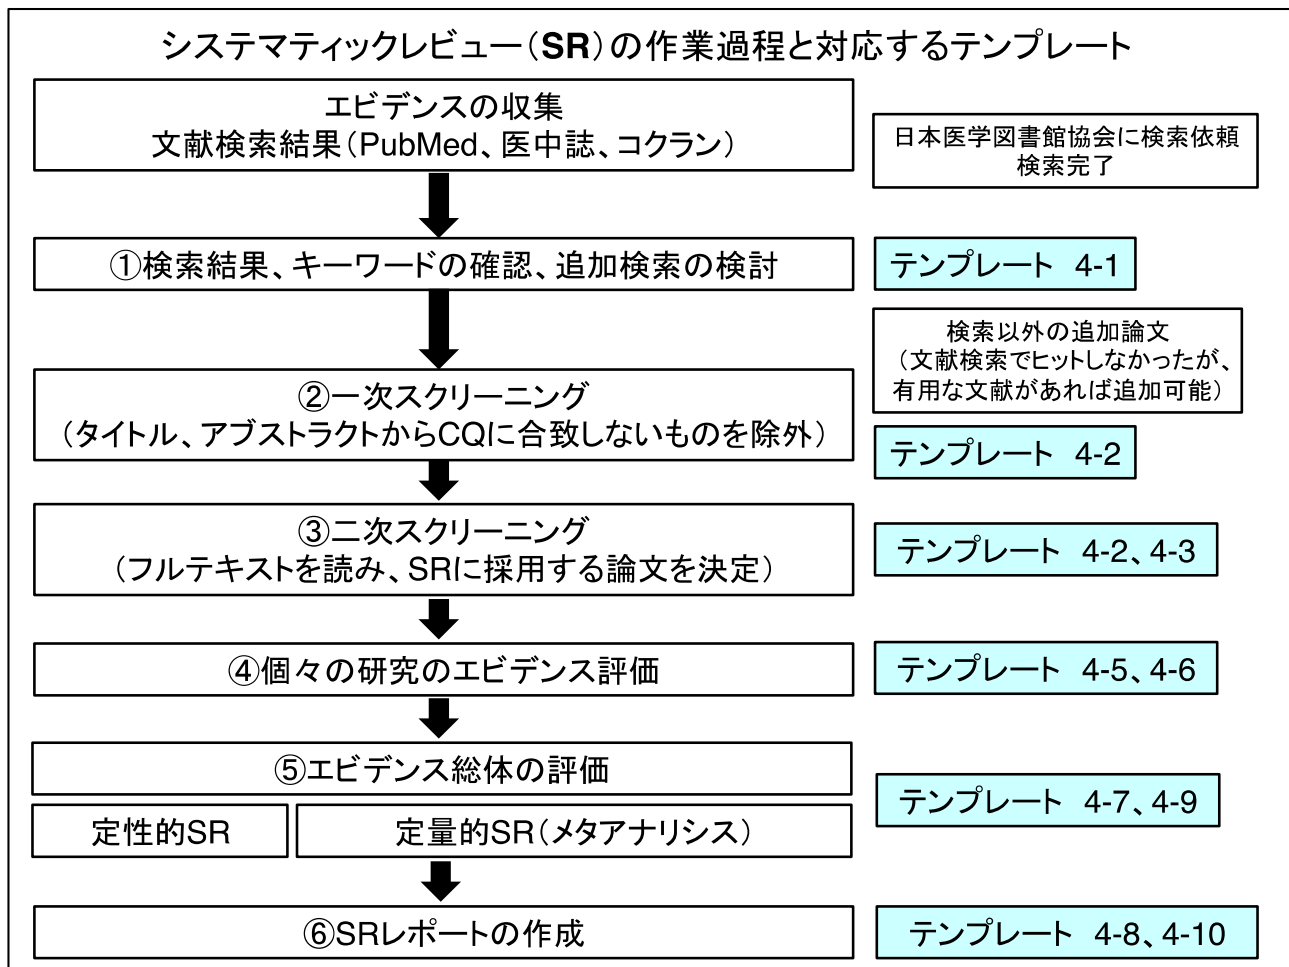 システマティックレビュー(SR)の作業過程と対応するテンプレート
エビデンスの収集
文献検索結果(PubMed、医中誌、コクラン)
日本医学図書館協会に検索依頼
検索完了
①検索結果、キーワードの確認、追加検索の検討
テンプレート 4-1
検索以外の追加論文
(文献検索でヒットしなかったが、
有用な文献があれば追加可能)
②一次スクリーニング
(タイトル、アブストラクトからCQに合致しないものを除外)
テンプレート 4-2
③二次スクリーニング
(フルテキストを読み、SRに採用する論文を決定)
テンプレート 4-2、4-3
④個々の研究のエビデンス評価
テンプレート 4-5、4-6
⑤エビデンス総体の評価
テンプレート 4-7、4-9
定性的SR
定量的SR(メタアナリシス)
⑥SRレポートの作成
テンプレート 4-8、4-10